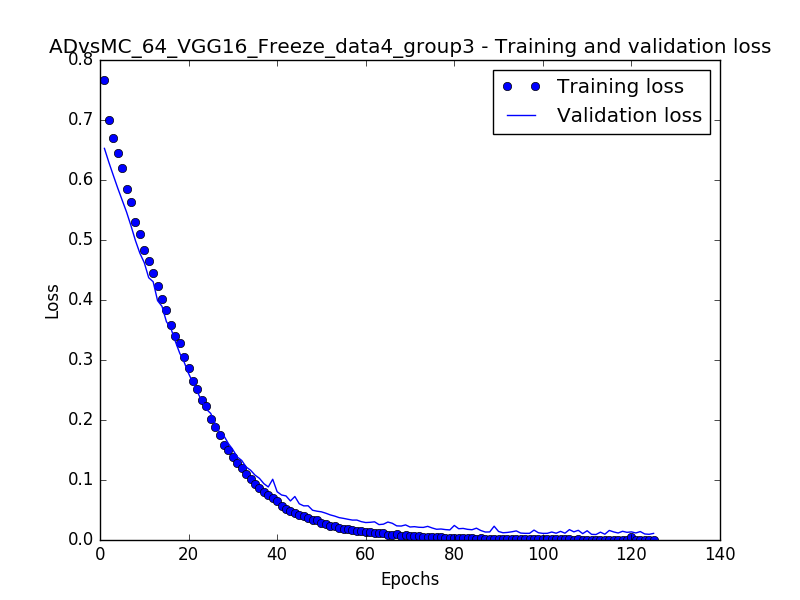 ADvsMC_64_VGG16_Freeze_data4_group3 - Training and validation loss
Training loss
Validation loss
0.8
0.7
0.6
0.5
0.4
0.3
0.2
0.1
0.0
Loss
0 20 40 60 80 100 120 140
Epochs